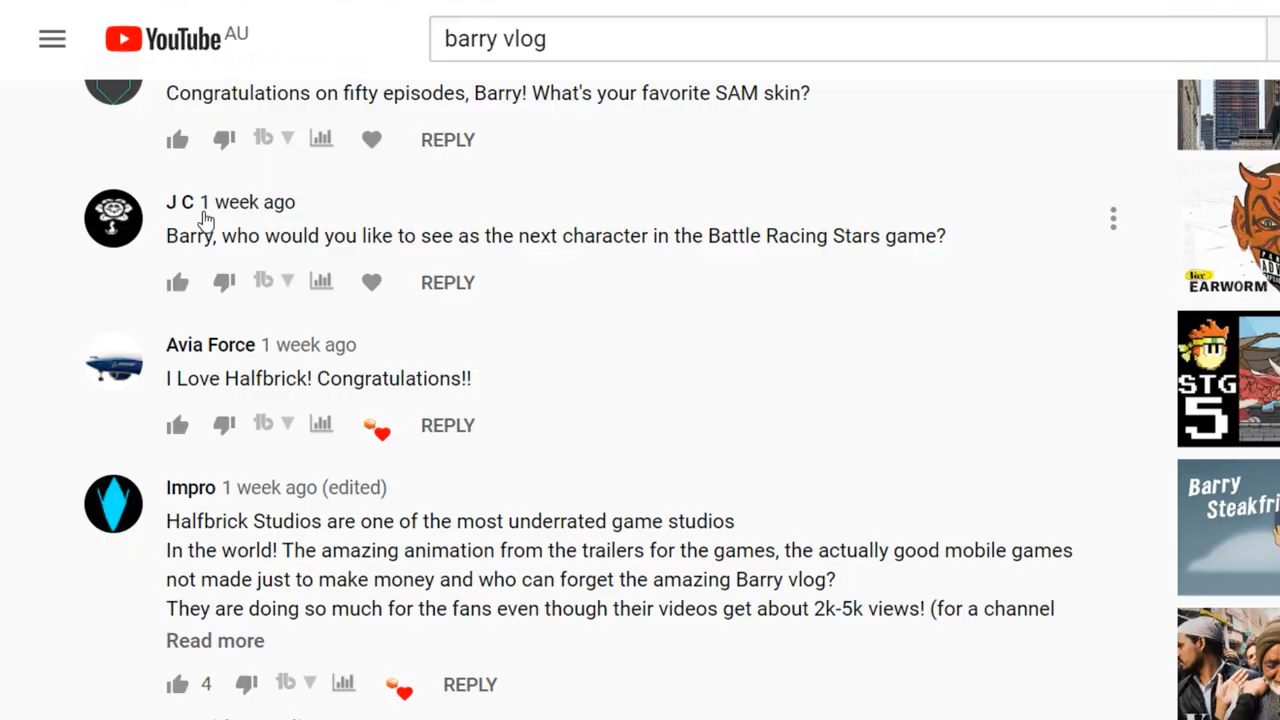 YouTube AU
barry vlog
Congratulations on fifty episodes, Barry! What's your favorite SAM skin?
REPLY
J C 1 week ago
Barry, who would you like to see as the next character in the Battle Racing Stars game?
REPLY
EARWORM
Avia Force 1 week ago
I Love Halfbrick! Congratulations!!
REPLY
STG
5
Impro 1 week ago (edited)
Halfbrick Studios are one of the most underrated game studios
In the world! The amazing animation from the trailers for the games, the actually good mobile games
not made just to make money and who can forget the amazing Barry vlog?
They are doing so much for the fans even though their videos get about 2k-5k views! (for a channel
Read more
4 REPLY
Barry
Steakfri